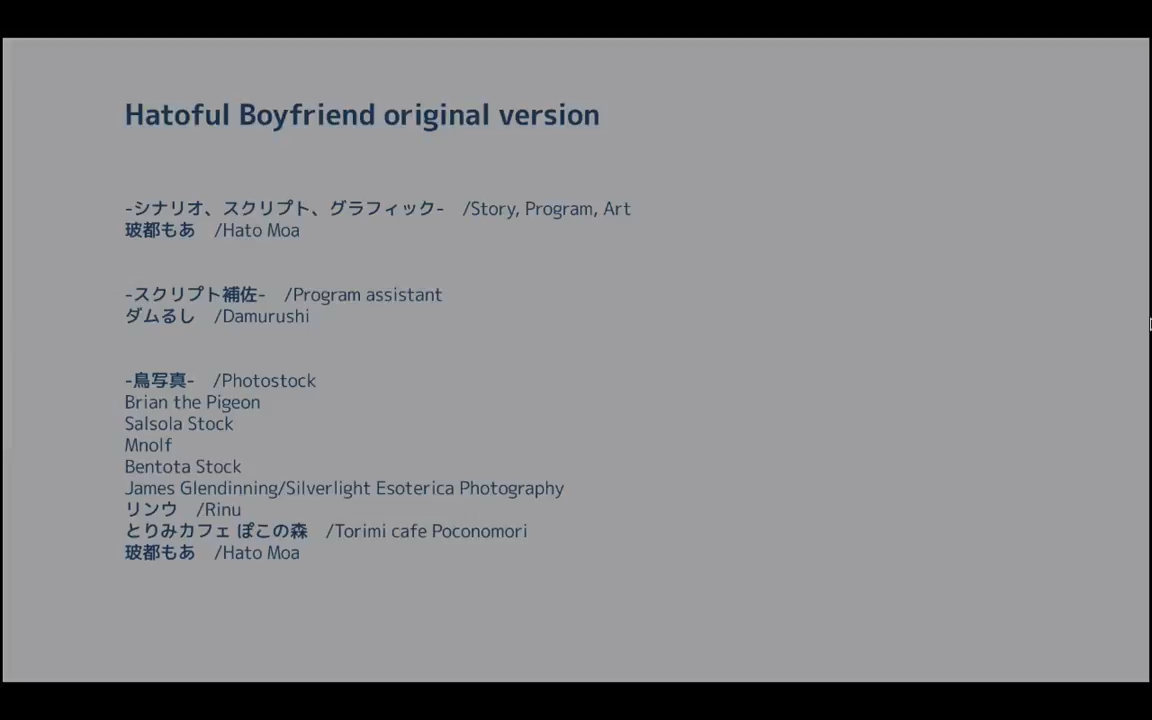 Hatoful Boyfriend original version
-シナリオ、スクリプト、グラフィック- /Story, Program, Art
玻都もあ /Hato Moa
-スクリプト補佐- /Program assistant
ダムるし /Damurushi
-鳥写真- /Photostock
Brian the Pigeon
Salsola Stock
Mnolf
Bentota Stock
James Glendinning/Silverlight Esoterica Photography
リンウ /Rinu
とりみカフェ ぽこの森 /Torimi cafe Poconomori
玻都もあ /Hato Moa